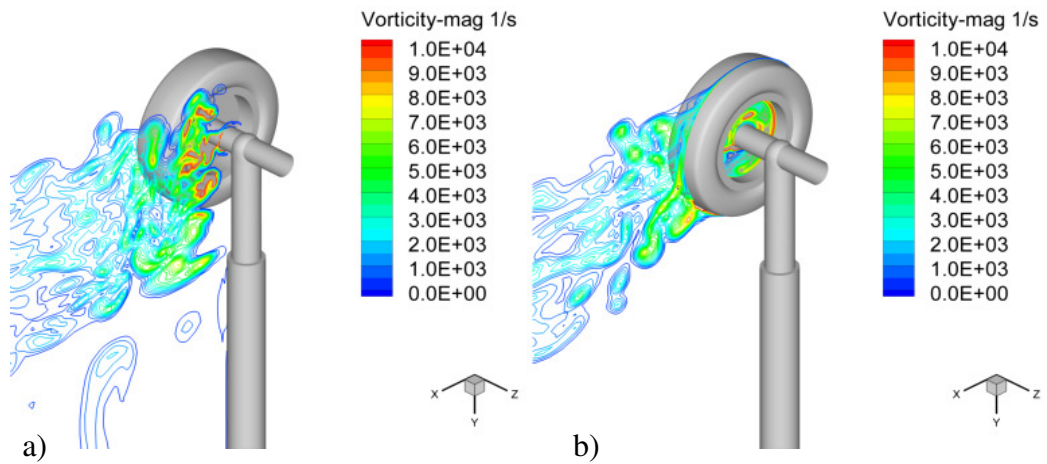 Vorticity-mag 1/s
1.0E+04
9.0E+03
8.0E+03
7.0E+03
6.0E+03
5.0E+03
4.0E+03
3.0E+03
2.0E+03
1.0E+03
0.0E+00
X
Z
Y
a)
Vorticity-mag 1/s
1.0E+04
9.0E+03
8.0E+03
7.0E+03
6.0E+03
5.0E+03
4.0E+03
3.0E+03
2.0E+03
1.0E+03
0.0E+00
X
Z
Y
b)